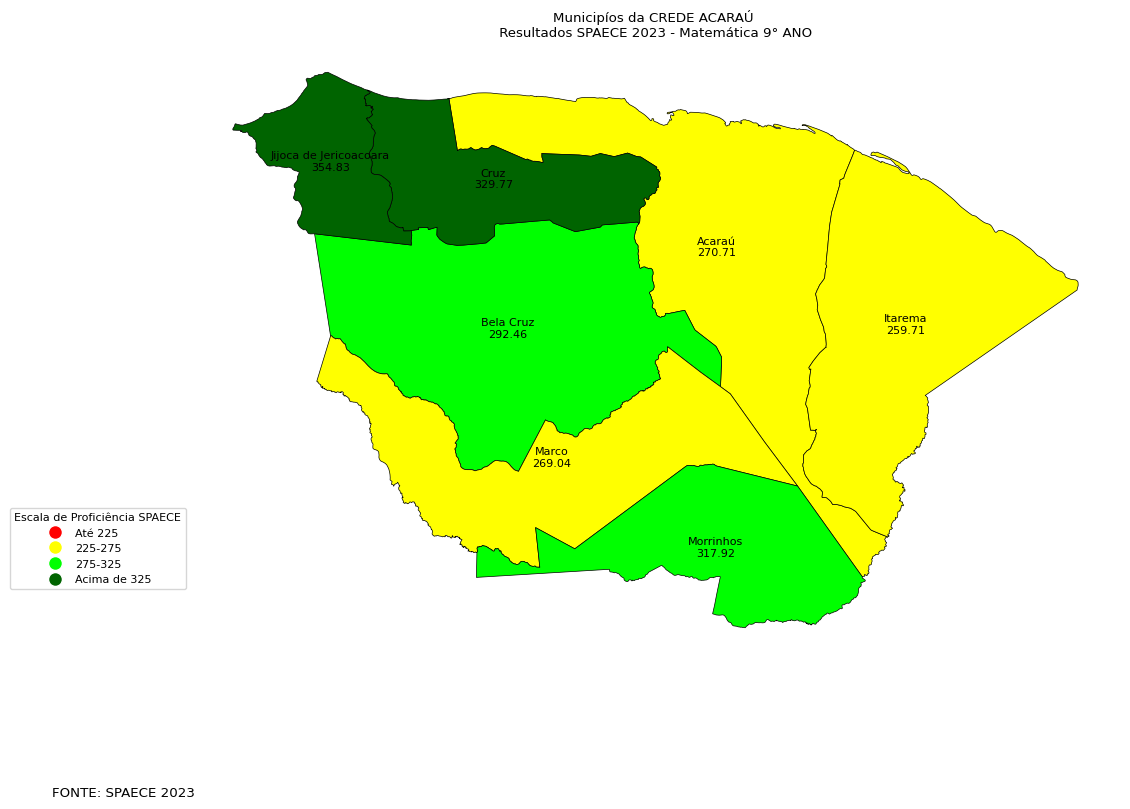 Municipíos da CREDE ACARAÚ
Resultados SPAECE 2023 - Matemática 9° ANO
Jijoca de Jericoacoara
354.83
Cruz
329.77
Acaraú
270.71
Itarema
259.71
Bela Cruz
292.46
Marco
269.04
Morrinhos
317.92
Escala de Proficiência SPAECE
Até 225
225-275
275-325
Acima de 325
FONTE: SPAECE 2023